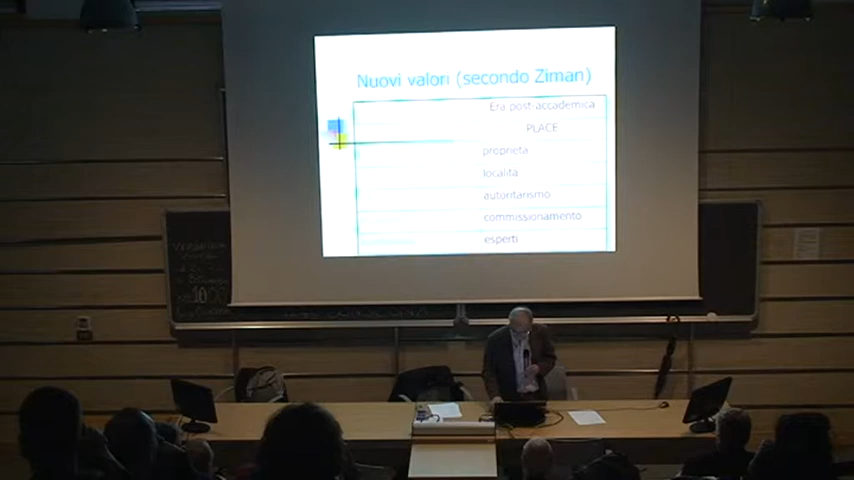 Nuovi valori (secondo Ziman)
Era post-accademica
PLACE
proprietà
località
autoritarismo
commissionamento
esperti